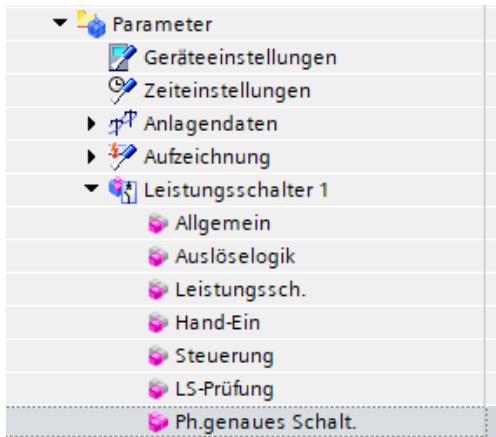 Parameter
Geräteeinstellungen
Zeiteinstellungen
Anlagendaten
Aufzeichnung
Leistungsschalter 1
Allgemein
Auslöselogik
Leistungssch.
Hand-Ein
Steuerung
LS-Prüfung
Ph.genaues Schalt.